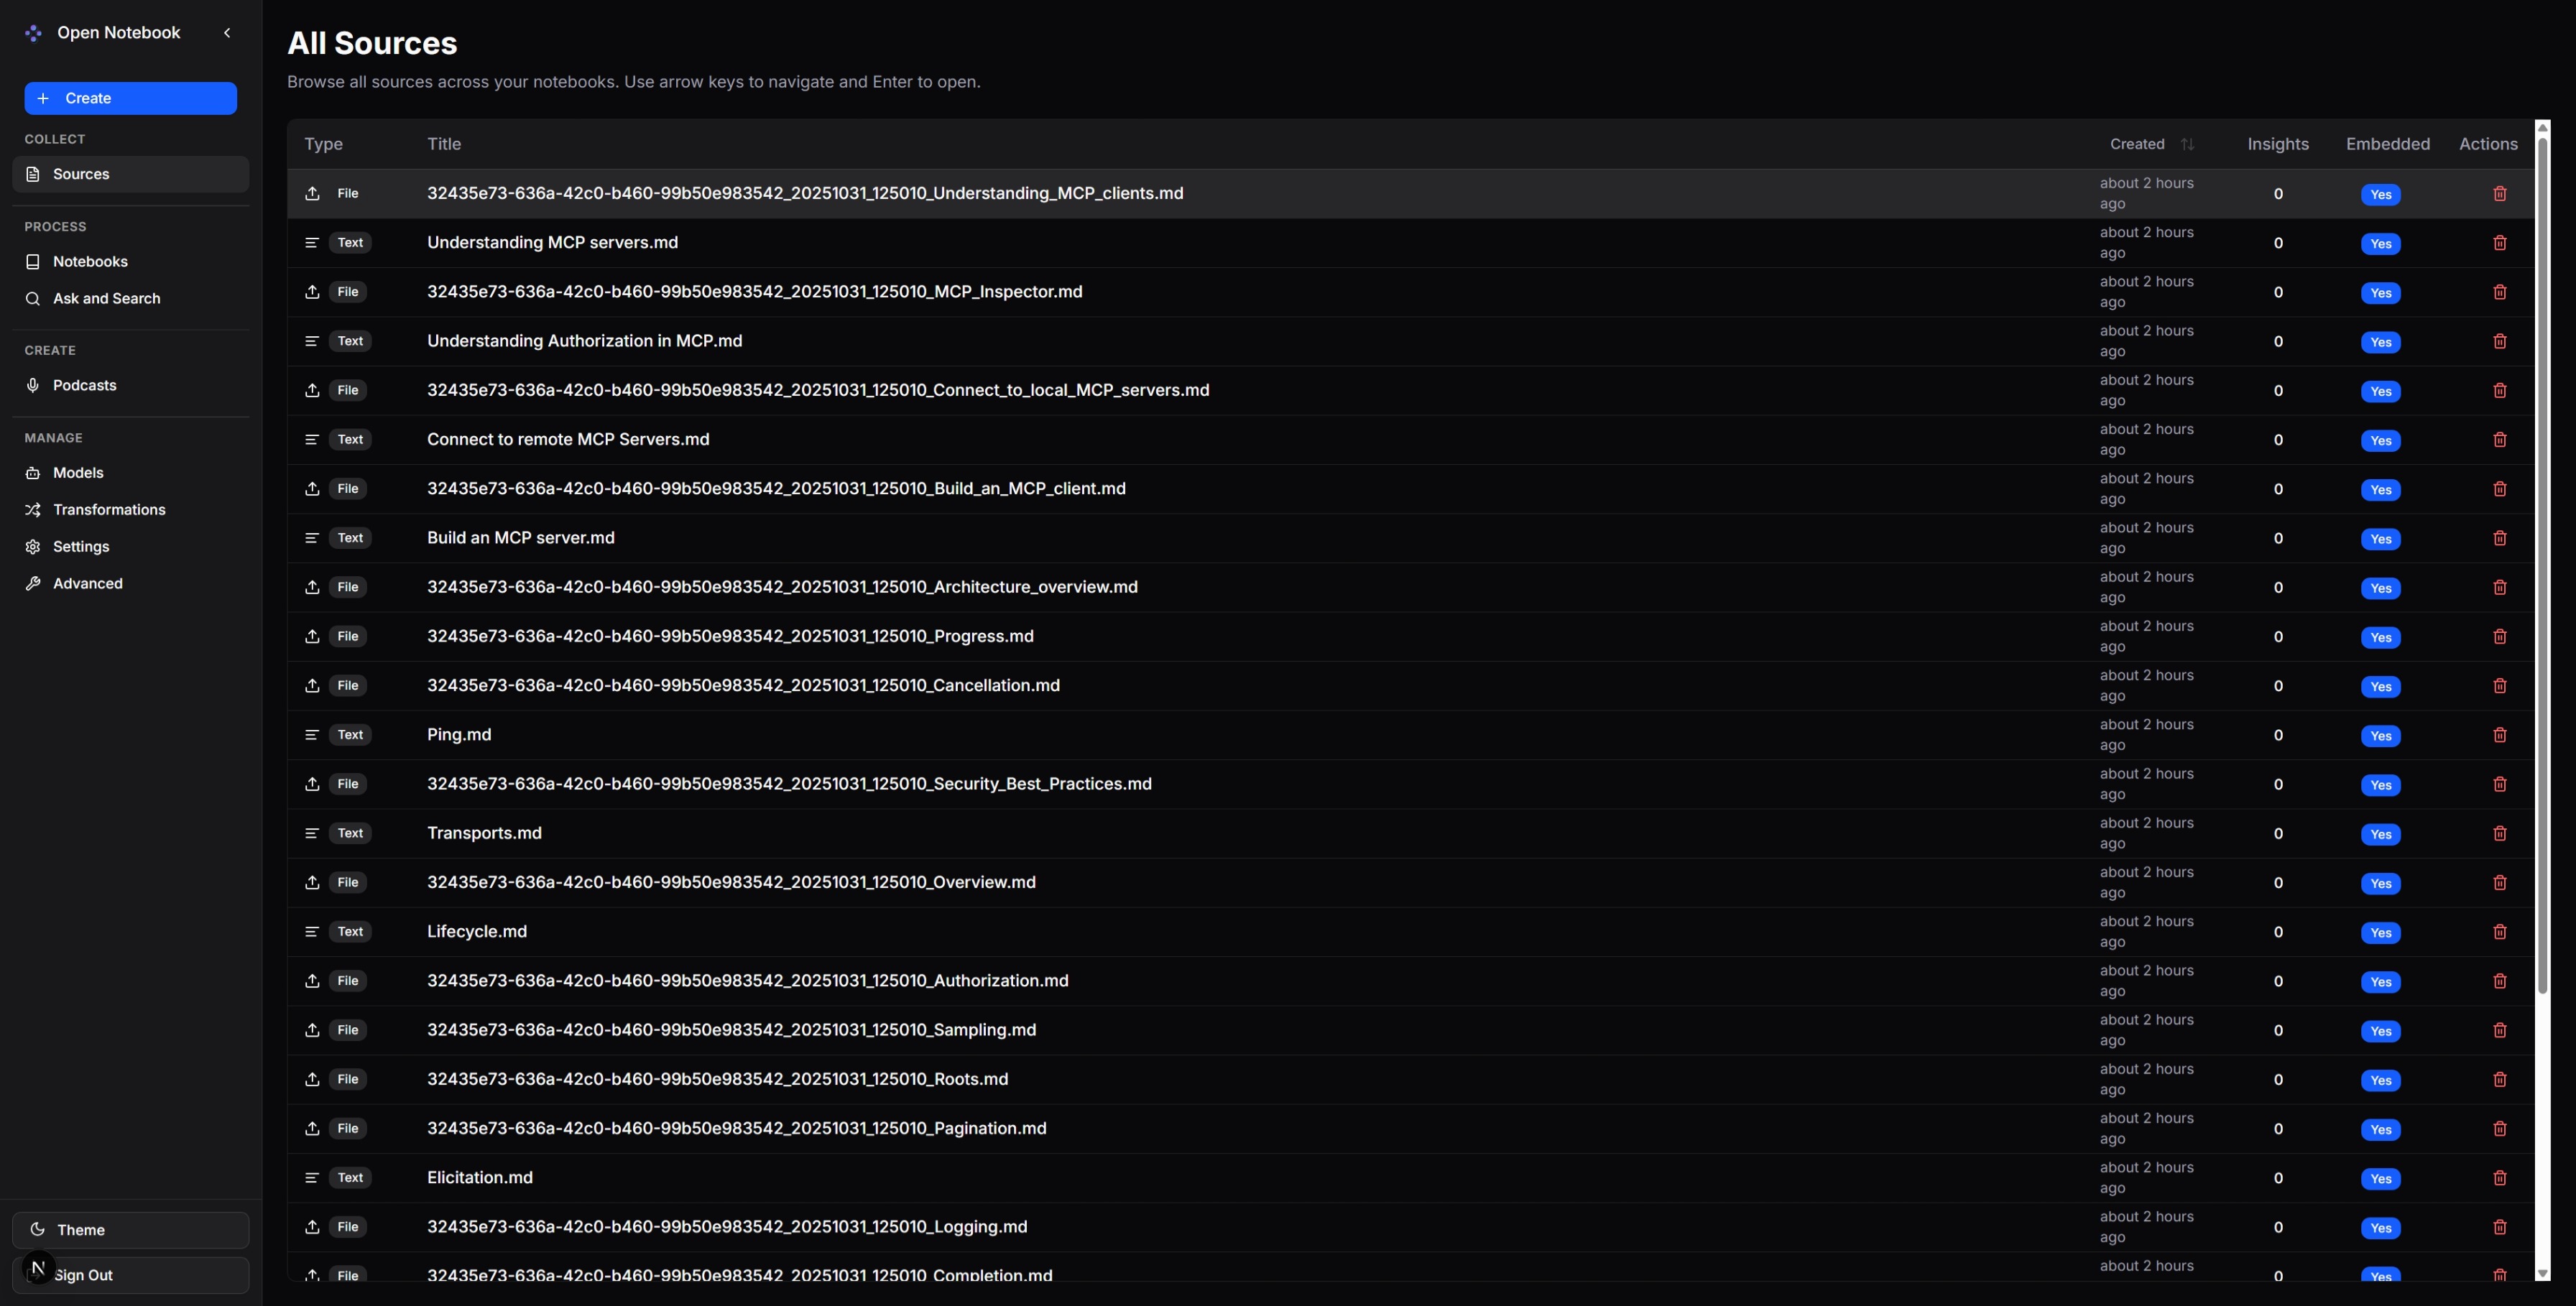 Open Notebook
Create
COLLECT
Sources
PROCESS
Notebooks
Ask and Search
CREATE
Podcasts
MANAGE
Models
Transformations
Settings
Advanced
Theme
N
Sign Out
All Sources
Browse all sources across your notebooks. Use arrow keys to navigate and Enter to open.
Type Title Created Insights Embedded Actions
File 32435e73-636a-42c0-b460-99b50e983542_20251031_125010_Understanding_MCP_clients.md about 2 hours ago 0 Yes
Text Understanding MCP servers.md about 2 hours ago 0 Yes
File 32435e73-636a-42c0-b460-99b50e983542_20251031_125010_MCP_Inspector.md about 2 hours ago 0 Yes
Text Understanding Authorization in MCP.md about 2 hours ago 0 Yes
File 32435e73-636a-42c0-b460-99b50e983542_20251031_125010_Connect_to_local_MCP_servers.md about 2 hours ago 0 Yes
Text Connect to remote MCP Servers.md about 2 hours ago 0 Yes
File 32435e73-636a-42c0-b460-99b50e983542_20251031_125010_Build_an_MCP_client.md about 2 hours ago 0 Yes
Text Build an MCP server.md about 2 hours ago 0 Yes
File 32435e73-636a-42c0-b460-99b50e983542_20251031_125010_Architecture_overview.md about 2 hours ago 0 Yes
File 32435e73-636a-42c0-b460-99b50e983542_20251031_125010_Progress.md about 2 hours ago 0 Yes
File 32435e73-636a-42c0-b460-99b50e983542_20251031_125010_Cancellation.md about 2 hours ago 0 Yes
Text Ping.md about 2 hours ago 0 Yes
File 32435e73-636a-42c0-b460-99b50e983542_20251031_125010_Security_Best_Practices.md about 2 hours ago 0 Yes
Text Transports.md about 2 hours ago 0 Yes
File 32435e73-636a-42c0-b460-99b50e983542_20251031_125010_Overview.md about 2 hours ago 0 Yes
Text Lifecycle.md about 2 hours ago 0 Yes
File 32435e73-636a-42c0-b460-99b50e983542_20251031_125010_Authorization.md about 2 hours ago 0 Yes
File 32435e73-636a-42c0-b460-99b50e983542_20251031_125010_Sampling.md about 2 hours ago 0 Yes
File 32435e73-636a-42c0-b460-99b50e983542_20251031_125010_Roots.md about 2 hours ago 0 Yes
File 32435e73-636a-42c0-b460-99b50e983542_20251031_125010_Pagination.md about 2 hours ago 0 Yes
Text Elicitation.md about 2 hours ago 0 Yes
File 32435e73-636a-42c0-b460-99b50e983542_20251031_125010_Logging.md about 2 hours ago 0 Yes
File 32435e73-636a-42c0-b460-99b50e983542_20251031_125010_Completion.md about 2 hours 0 Yes